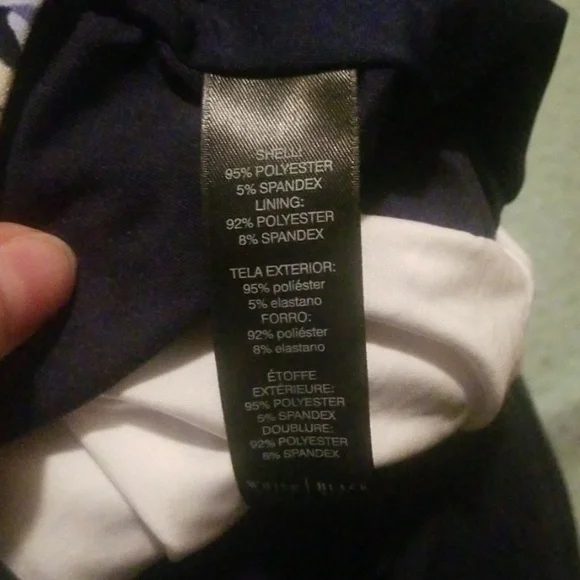 SHELL:
95% POLYESTER
5% SPANDEX
LINING:
92% POLYESTER
8% SPANDEX
TELA EXTERIOR:
95% poliéster
5% elastano
FORRO:
92% poliéster
8% elastano
ÉTOFFE
EXTÉRIEURE:
95% POLYESTER
5% SPANDEX
DOUBLURE:
92% POLYESTER
8% SPANDEX
WHITE | BLACK